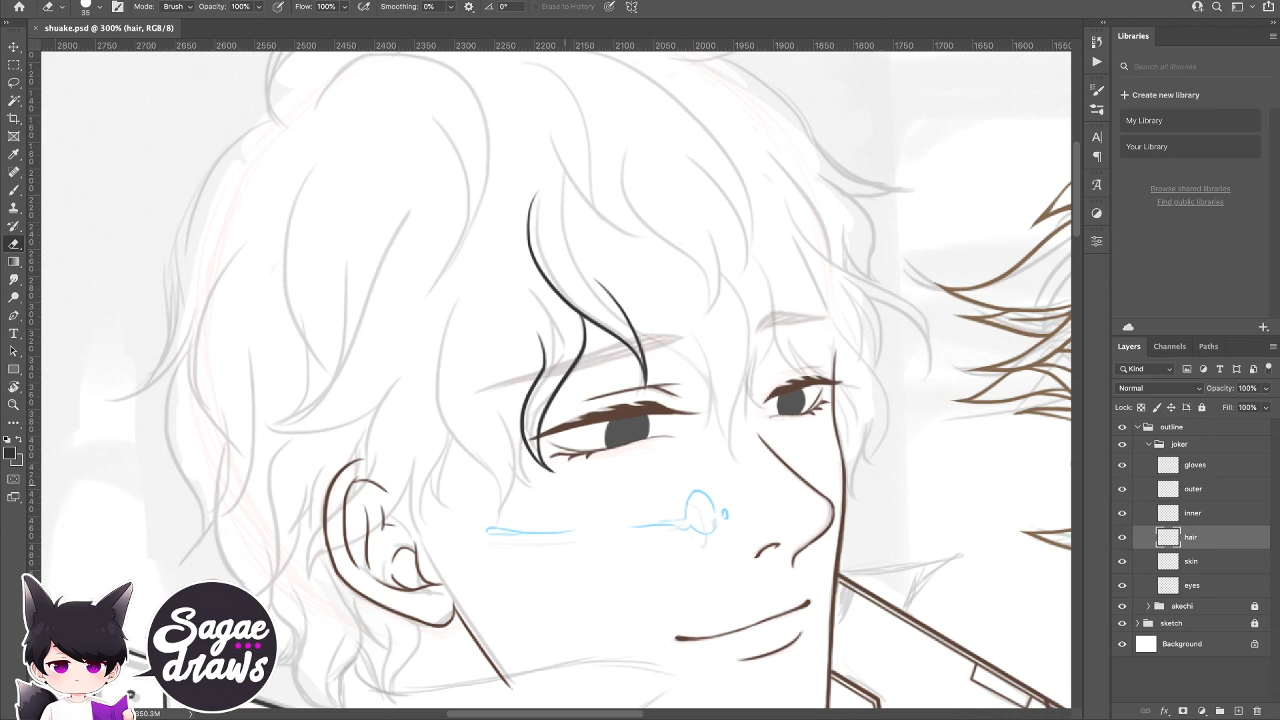 35
Mode: Brush Opacity: 100% Flow: 100% Smoothing: 0% 0° Erase to History
shuake.psd @ 300% (hair, RGB/8)
2800 2750 2700 2650 2600 2550 2500 2450 2400 2350 2300 2250 2200 2150 2100 2050 2000 1950 1900 1850 1800 1750 1700 1650 1600 1550
Libraries
Search all libraries
Create new library
My Library
Your Library
Browse shared libraries
Find public libraries
Layers Channels Paths
Kind
Normal Opacity: 100%
Lock: Fill: 100%
outline
joker
gloves
outer
inner
hair
skin
eyes
akechi
sketch
Background
Sagae
draws
350.3M